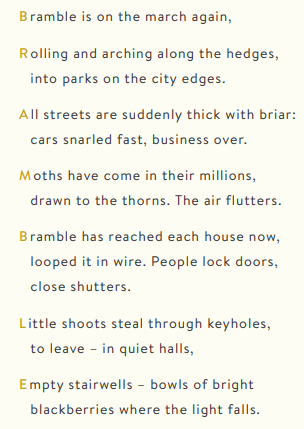 Bramble is on the march again,
Rolling and arching along the hedges,
into parks on the city edges.
All streets are suddenly thick with briar:
cars snarled fast, business over.
Moths have come in their millions,
drawn to the thorns. The air flutters.
Bramble has reached each house now,
looped it in wire. People lock doors,
close shutters.
Little shoots steal through keyholes,
to leave – in quiet halls,
Empty stairwells – bowls of bright
blackberries where the light falls.